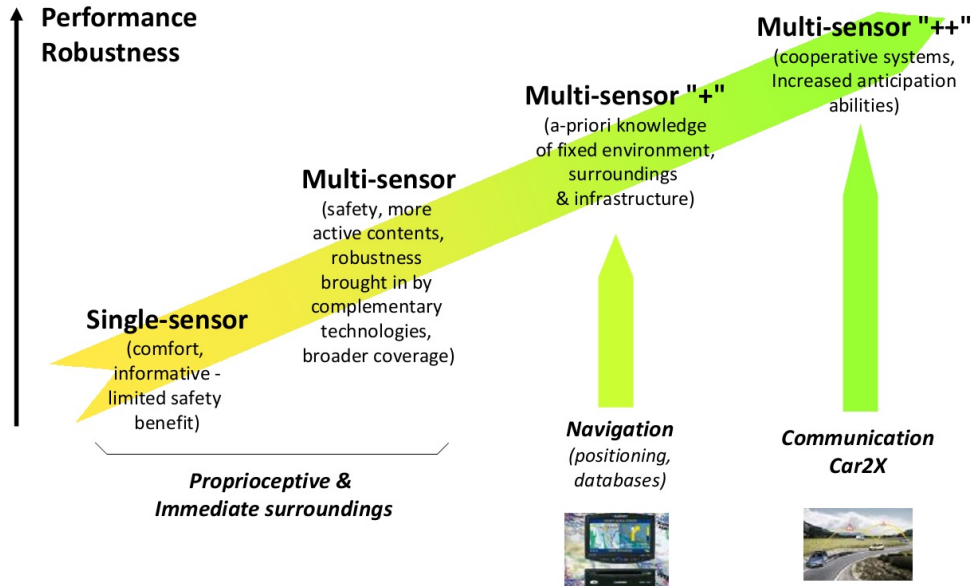 Performance
Robustness
Multi-sensor "++"
(cooperative systems,
Increased anticipation
abilities)
Multi-sensor "+"
(a-priori knowledge
of fixed environment,
surroundings
& infrastructure)
Multi-sensor
(safety, more
active contents,
robustness
brought in by
complementary
technologies,
broader coverage)
Single-sensor
(comfort,
informative -
limited safety
benefit)
Proprioceptive &
Immediate surroundings
Navigation
(positioning,
databases)
Communication
Car2X